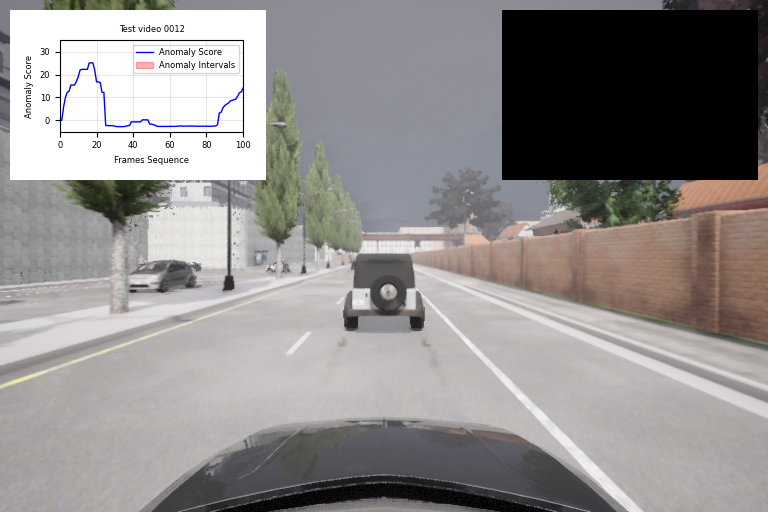 Test video 0012
Anomaly Score
Anomaly Intervals
Anomaly Score
30
20
10
0
0 20 40 60 80 100
Frames Sequence